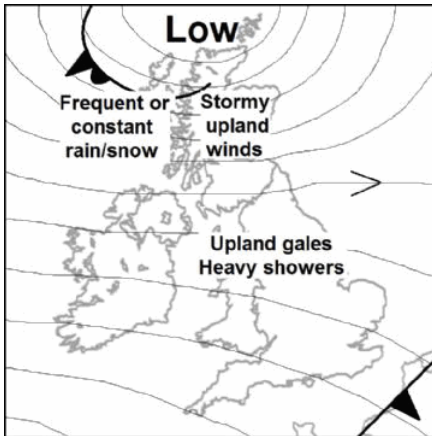 Low
Frequent or
constant
rain/snow
Stormy
upland
winds
Upland gales
Heavy showers